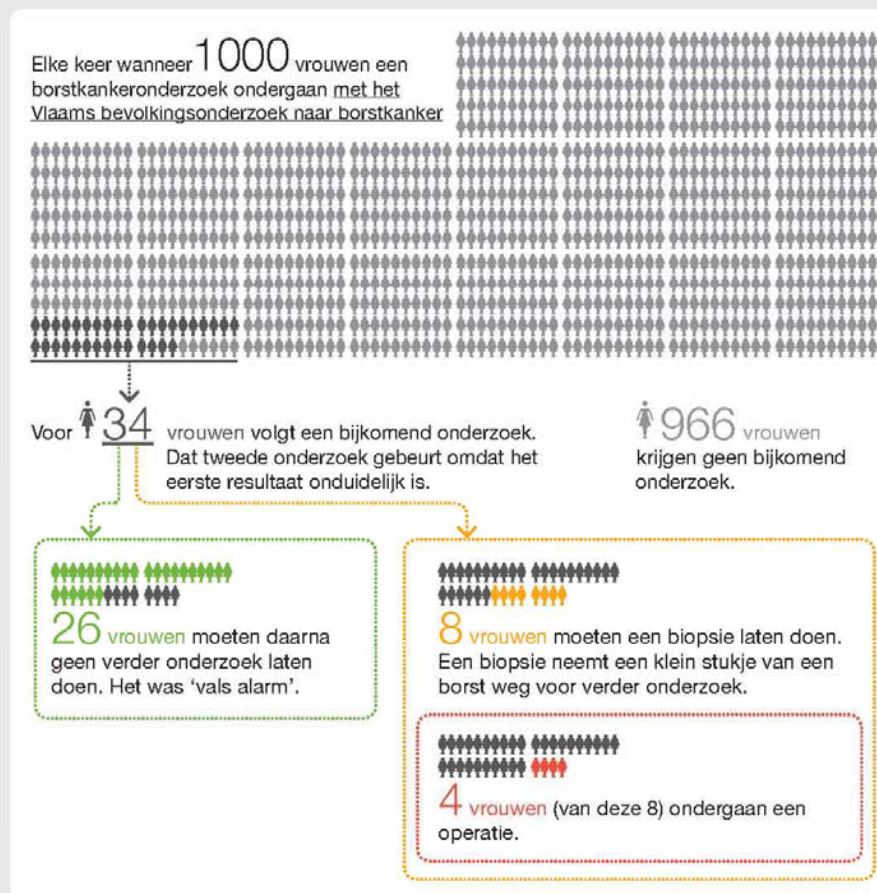 Elke keer wanneer 1000 vrouwen een
borstkankeronderzoek ondergaan met het
Vlaams bevolkingsonderzoek naar borstkanker
Voor 34 vrouwen volgt een bijkomend onderzoek.
Dat tweede onderzoek gebeurt omdat het
eerste resultaat onduidelijk is.
966 vrouwen
krijgen geen bijkomend
onderzoek.
26 vrouwen moeten daarna
geen verder onderzoek laten
doen. Het was ‘vals alarm’.
8 vrouwen moeten een biopsie laten doen.
Een biopsie neemt een klein stukje van een
borst weg voor verder onderzoek.
4 vrouwen (van deze 8) ondergaan een
operatie.